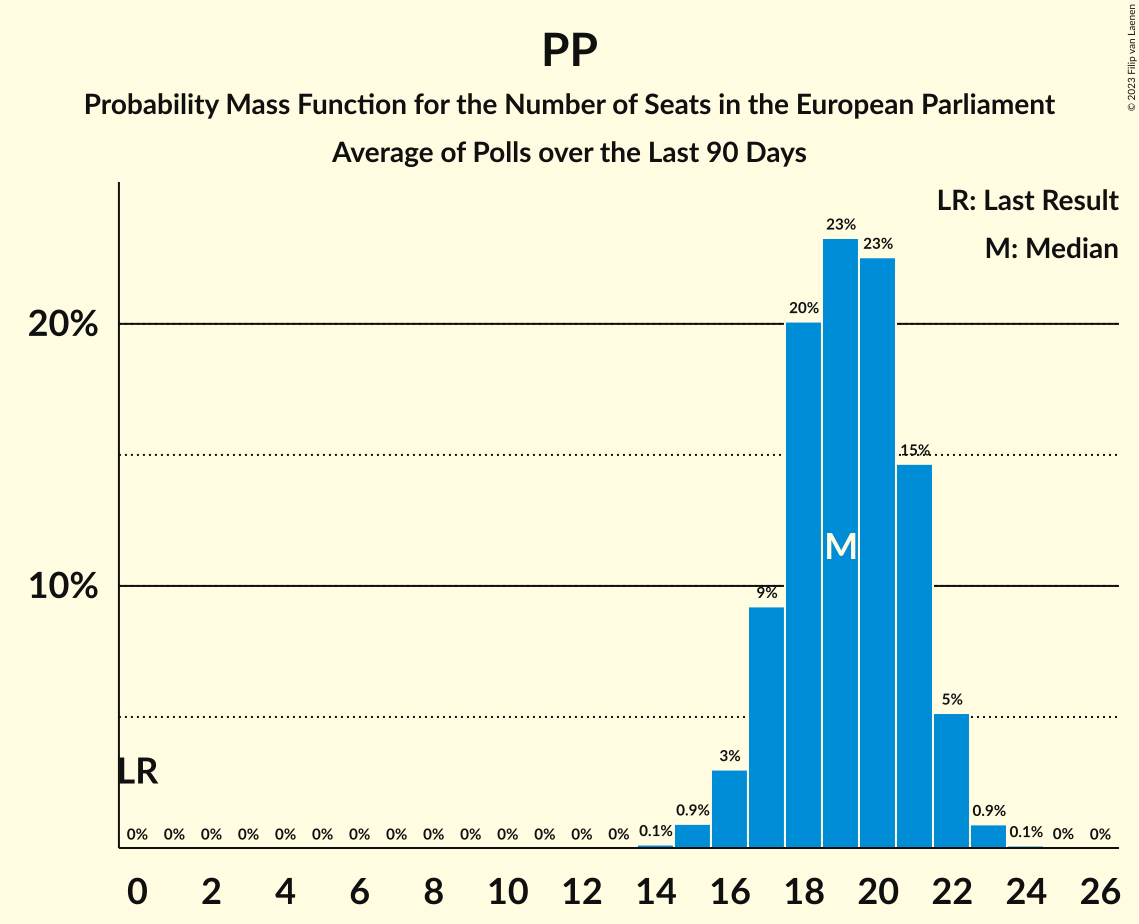 PP
Probability Mass Function for the Number of Seats in the European Parliament
Average of Polls over the Last 90 Days
© 2023 Filip van Laenen
LR: Last Result
M: Median
20%
10%
23%
23%
20%
15%
M
9%
5%
3%
LR
0% 0% 0% 0% 0% 0% 0% 0% 0% 0% 0% 0% 0% 0% 0.1% 0.9% 0.9% 0.1% 0% 0%
0 2 4 6 8 10 12 14 16 18 20 22 24 26